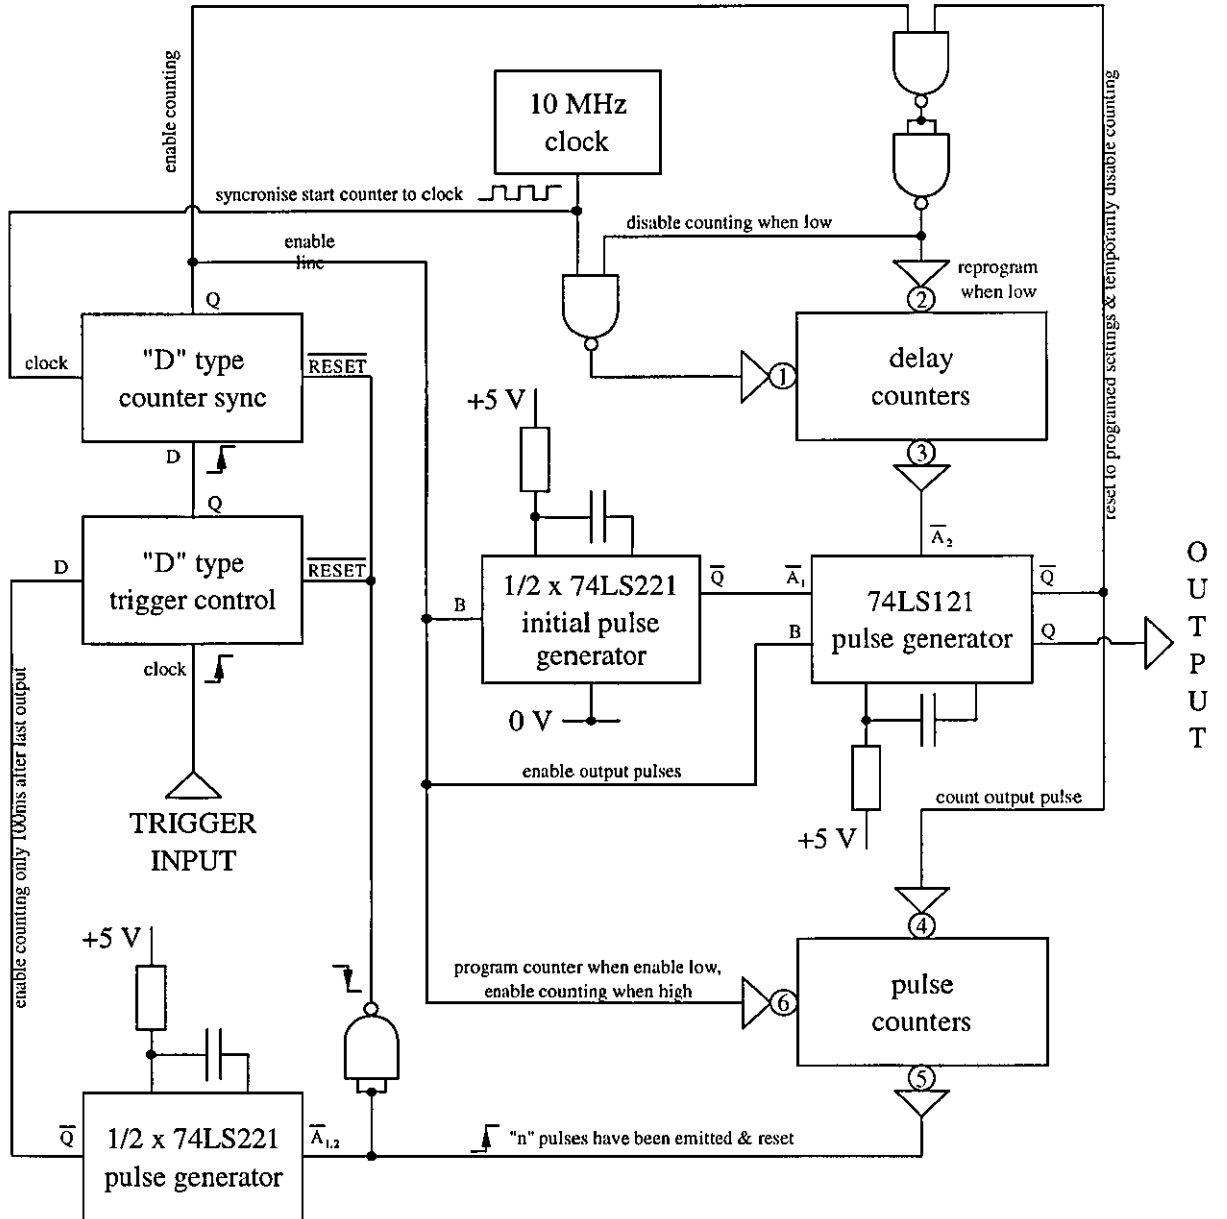 enable counting
10 MHz
clock
syncronise start counter to clock
disable counting when low
enable
line
reprogram
when low
reset to programed settings & temporarily disable counting
Q
2
clock
"D" type
counter sync
RESET
1
delay
counters
+5 V
D
3
Q
A2
D
"D" type
trigger control
RESET
B
1/2 x 74LS221
initial pulse
generator
Q
A1
B
74LS121
pulse generator
Q
Q
OUTPUT
clock
0 V
enable output pulses
TRIGGER
INPUT
+5 V
count output pulse
enable counting only 100ms after last output
4
+5 V
program counter when enable low,
enable counting when high
6
pulse
counters
5
Q
1/2 x 74LS221
pulse generator
A1,2
"n" pulses have been emitted & reset